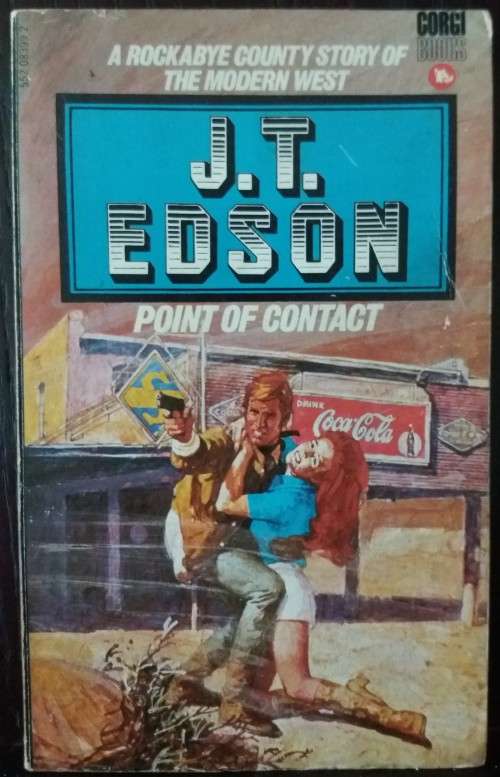 CORGI
BOOKS
A ROCKABYE COUNTY STORY OF
THE MODERN WEST
J.T.
EDSON
POINT OF CONTACT
DRINK
Coca-Cola